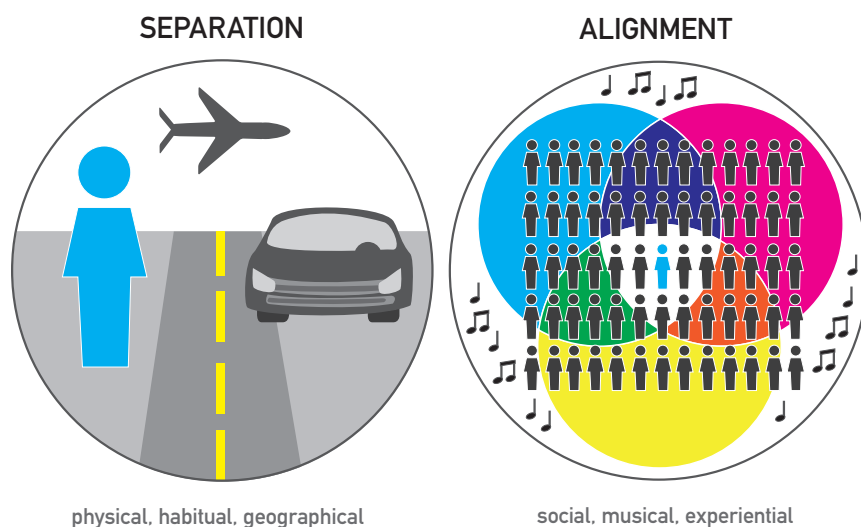 SEPARATION
ALIGNMENT
physical, habitual, geographical
social, musical, experiential